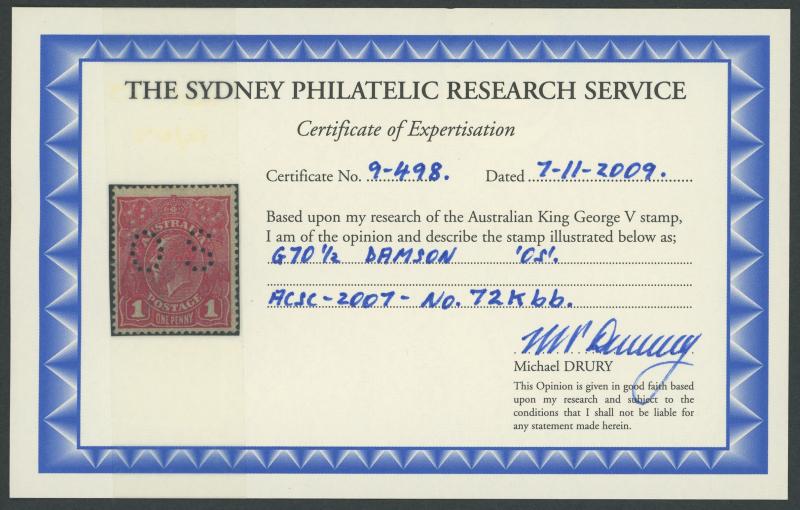 THE SYDNEY PHILATELIC RESEARCH SERVICE
Certificate of Expertisation
Certificate No. 9-498. Dated 7-11-2009.
AUSTRALIA
OS
1 POSTAGE 1
ONE PENNY
Based upon my research of the Australian King George V stamp,
I am of the opinion and describe the stamp illustrated below as;
G70 ½ DAMSON 'OS'.
ACSC-2007-No. 72Kbb.
Michael DRURY
This Opinion is given in good faith based
upon my research and subject to the
conditions that I shall not be liable for
any statement made herein.